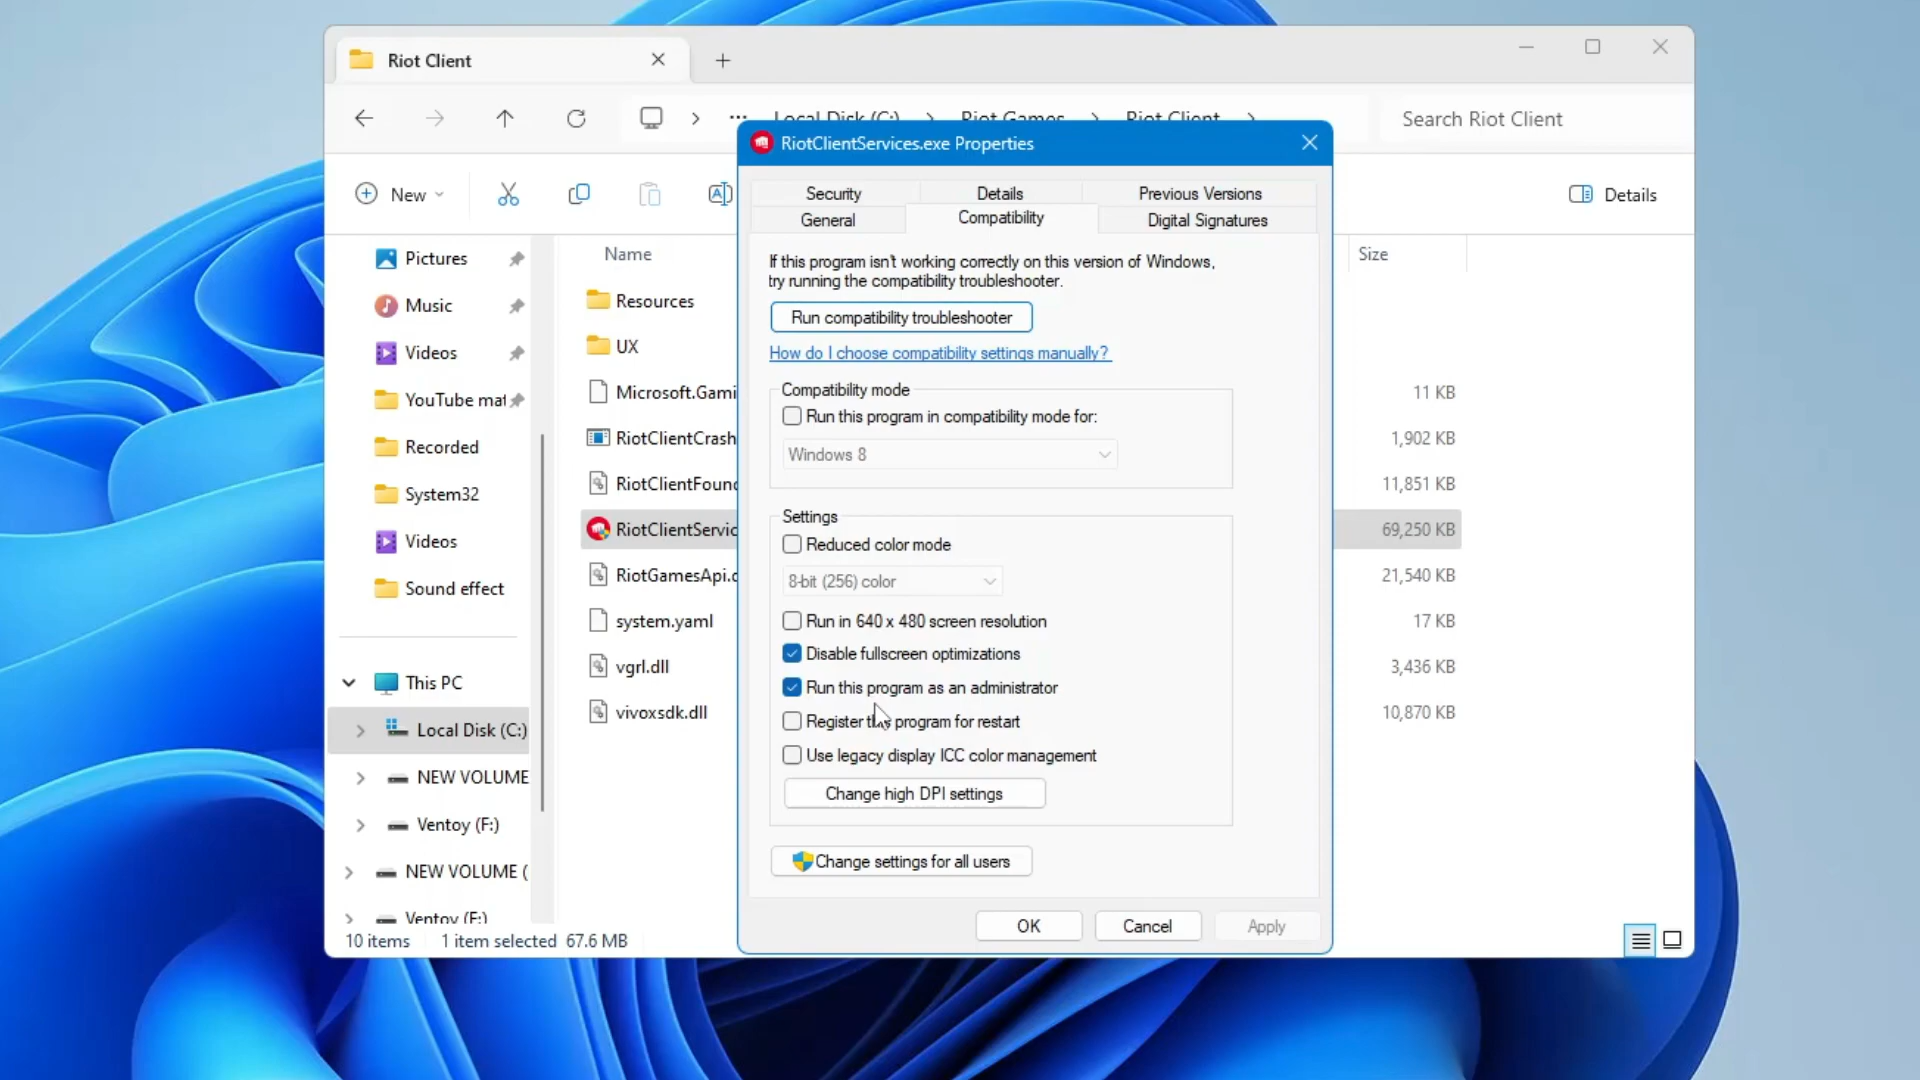 Riot Client
Local Disk (C:) Riot Games Riot Client
Search Riot Client
New
Details
Pictures
Music
Videos
YouTube mat
Recorded
System32
Videos
Sound effect
This PC
Local Disk (C:)
NEW VOLUME
Ventoy (F:)
NEW VOLUME (
Ventoy (F:)
Name
Size
Resources
UX
Microsoft.Gami
11 KB
RiotClientCrash
1,902 KB
RiotClientFound
11,851 KB
RiotClientServic
69,250 KB
RiotGamesApi.d
21,540 KB
system.yaml
17 KB
vgrl.dll
3,436 KB
vivoxsdk.dll
10,870 KB
10 items 1 item selected 67.6 MB
RiotClientServices.exe Properties
Security Details Previous Versions
General Compatibility Digital Signatures
If this program isn't working correctly on this version of Windows,
try running the compatibility troubleshooter.
Run compatibility troubleshooter
How do I choose compatibility settings manually?
Compatibility mode
Run this program in compatibility mode for:
Windows 8
Settings
Reduced color mode
8-bit (256) color
Run in 640 x 480 screen resolution
Disable fullscreen optimizations
Run this program as an administrator
Register this program for restart
Use legacy display ICC color management
Change high DPI settings
Change settings for all users
OK Cancel Apply